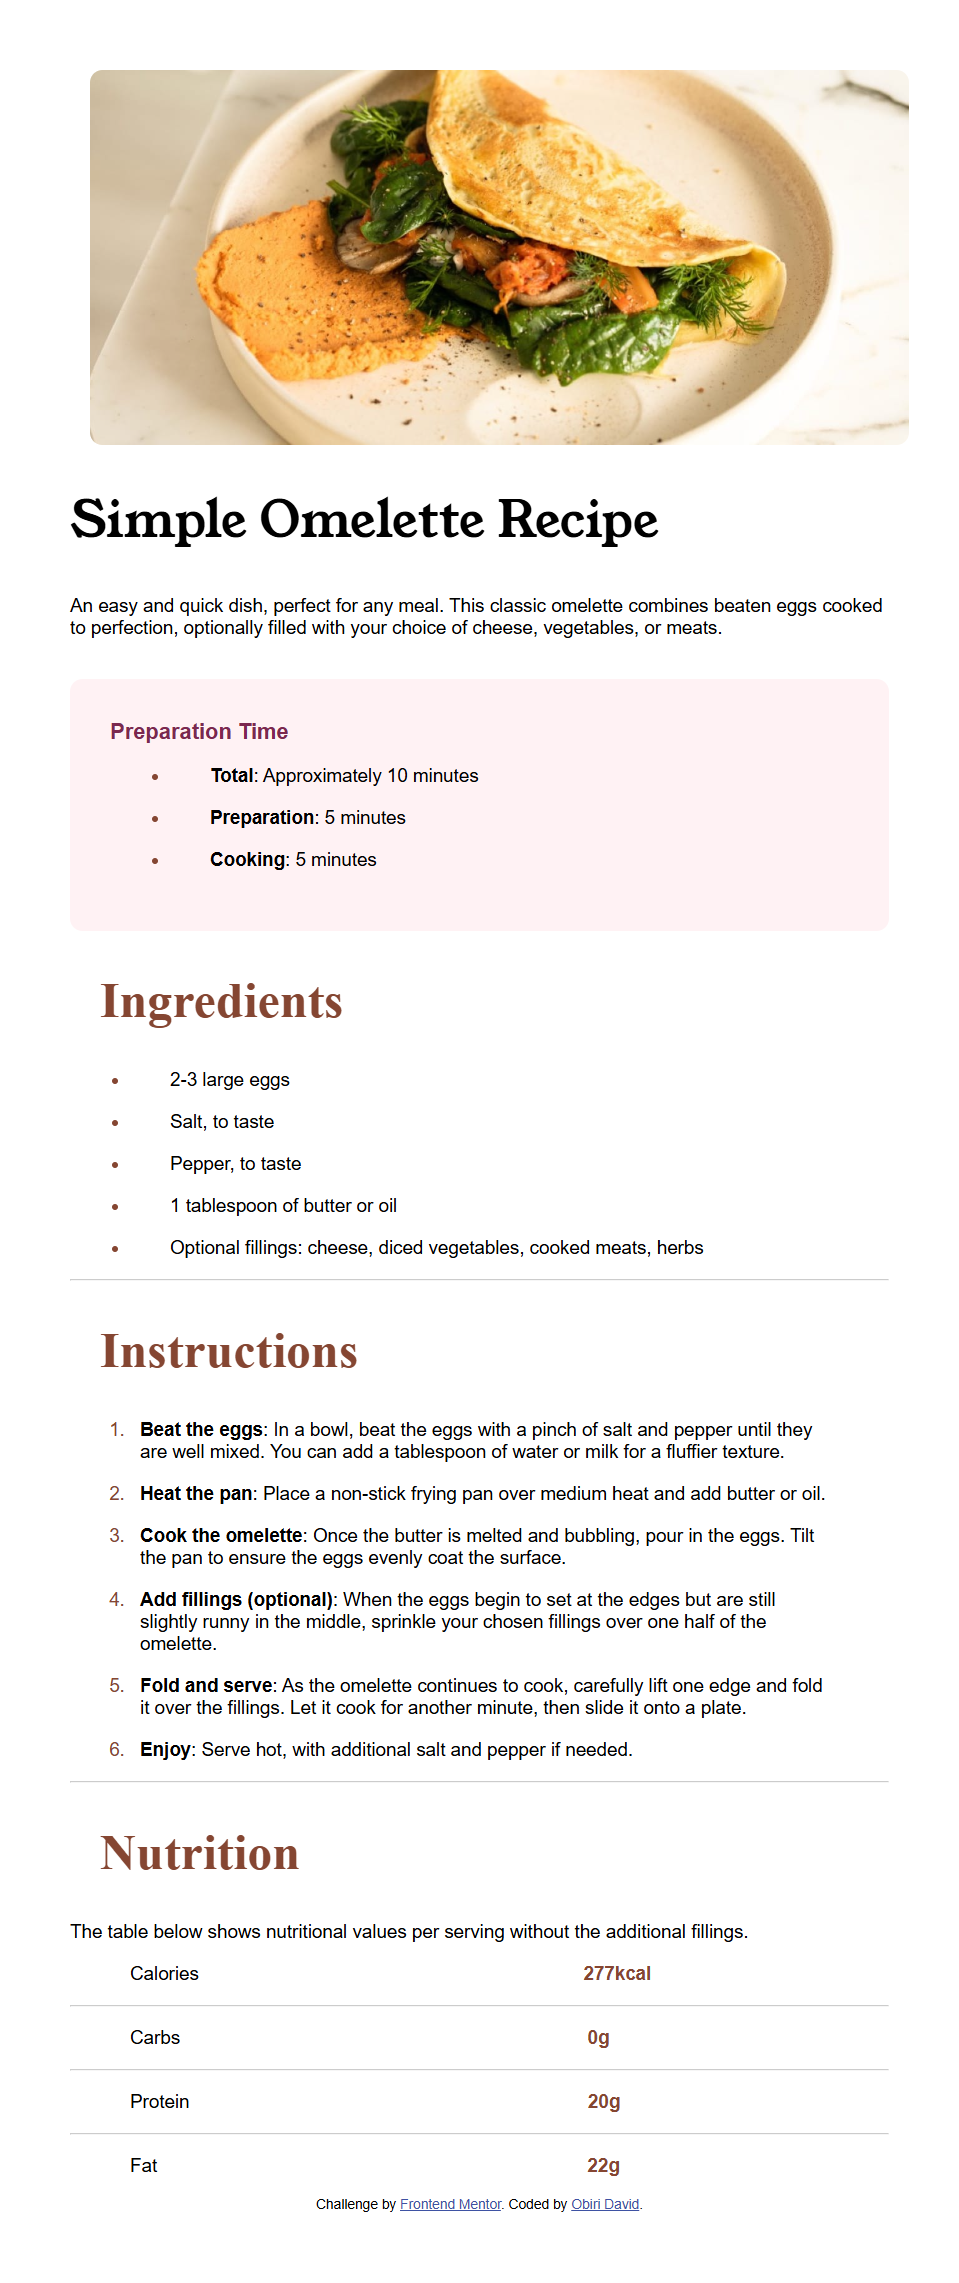 Simple Omelette Recipe
An easy and quick dish, perfect for any meal. This classic omelette combines beaten eggs cooked
to perfection, optionally filled with your choice of cheese, vegetables, or meats.
Preparation Time
• Total: Approximately 10 minutes
• Preparation: 5 minutes
• Cooking: 5 minutes
Ingredients
• 2-3 large eggs
• Salt, to taste
• Pepper, to taste
• 1 tablespoon of butter or oil
• Optional fillings: cheese, diced vegetables, cooked meats, herbs
Instructions
1. Beat the eggs: In a bowl, beat the eggs with a pinch of salt and pepper until they
are well mixed. You can add a tablespoon of water or milk for a fluffier texture.
2. Heat the pan: Place a non-stick frying pan over medium heat and add butter or oil.
3. Cook the omelette: Once the butter is melted and bubbling, pour in the eggs. Tilt
the pan to ensure the eggs evenly coat the surface.
4. Add fillings (optional): When the eggs begin to set at the edges but are still
slightly runny in the middle, sprinkle your chosen fillings over one half of the
omelette.
5. Fold and serve: As the omelette continues to cook, carefully lift one edge and fold
it over the fillings. Let it cook for another minute, then slide it onto a plate.
6. Enjoy: Serve hot, with additional salt and pepper if needed.
Nutrition
The table below shows nutritional values per serving without the additional fillings.
Calories 277kcal
Carbs 0g
Protein 20g
Fat 22g
Challenge by Frontend Mentor. Coded by Obiri David.